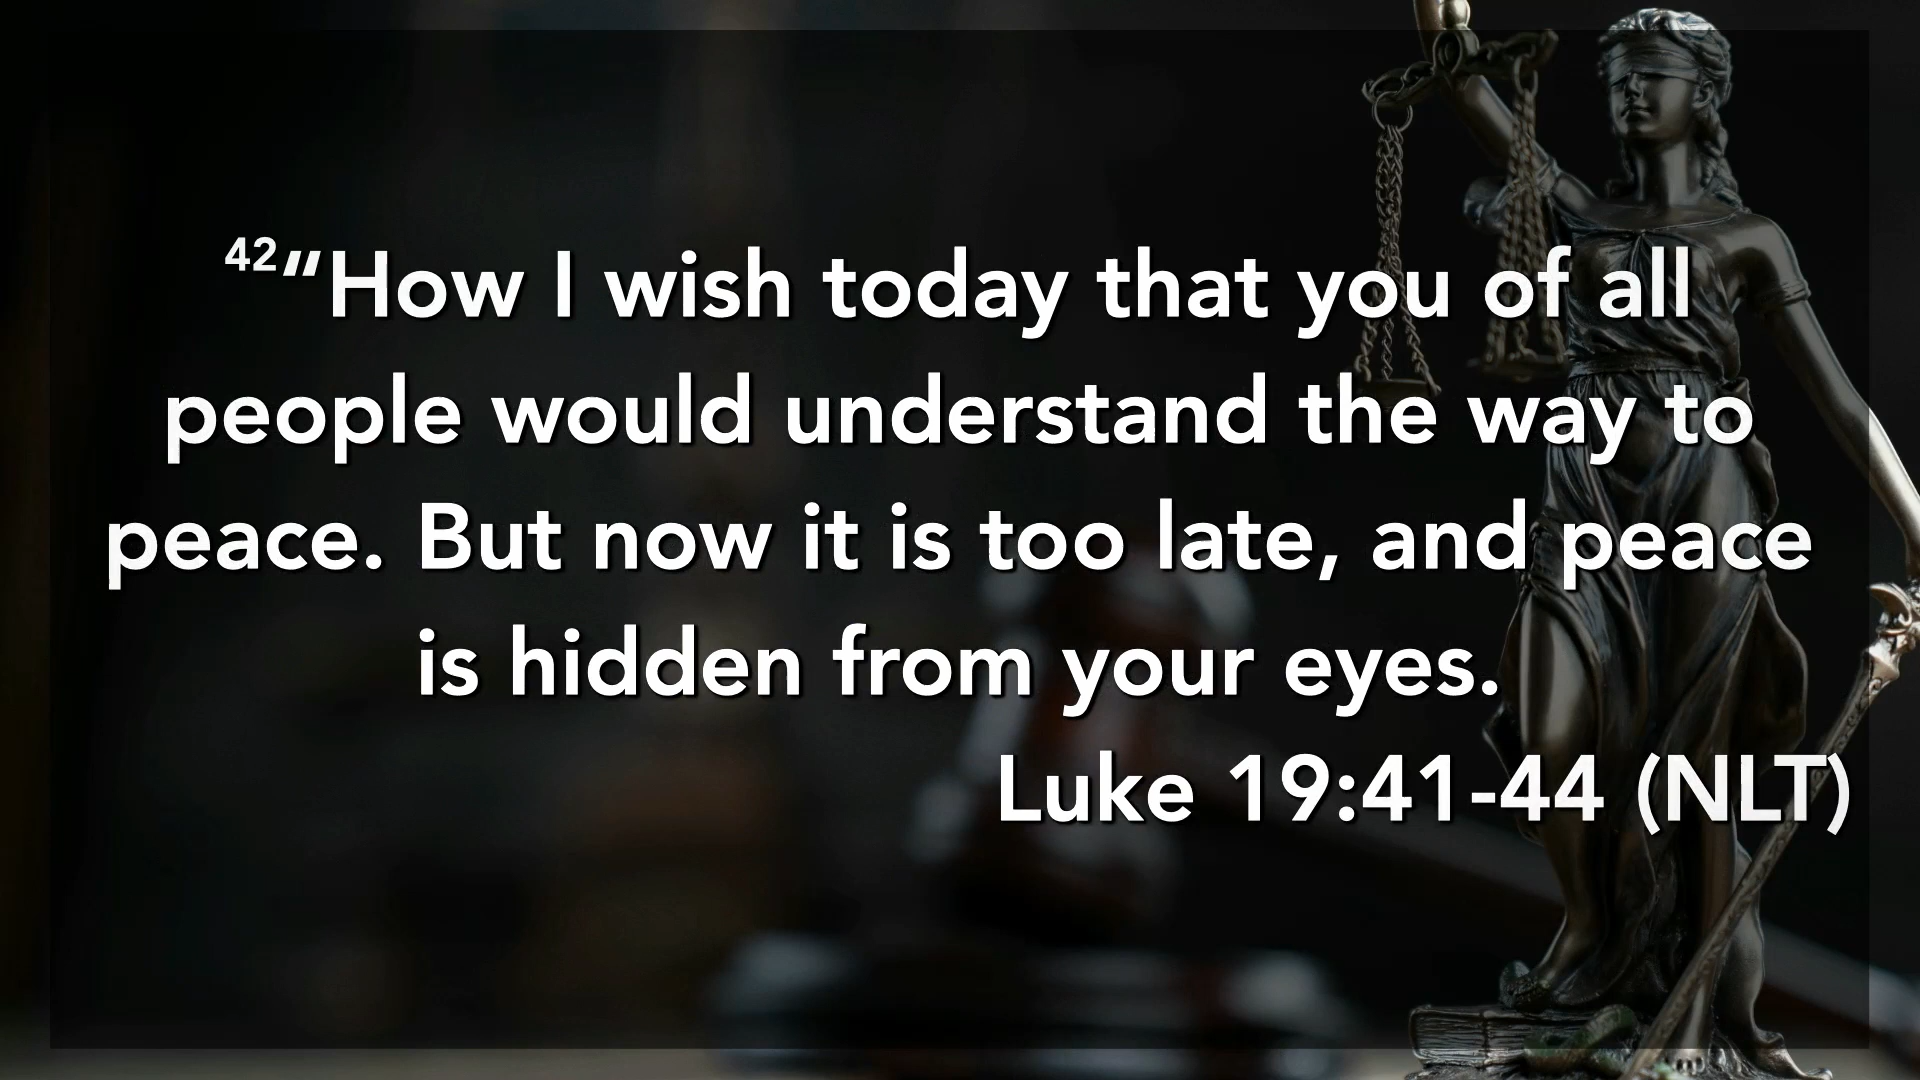 42“How I wish today that you of all
people would understand the way to
peace. But now it is too late, and peace
is hidden from your eyes.
Luke 19:41-44 (NLT)